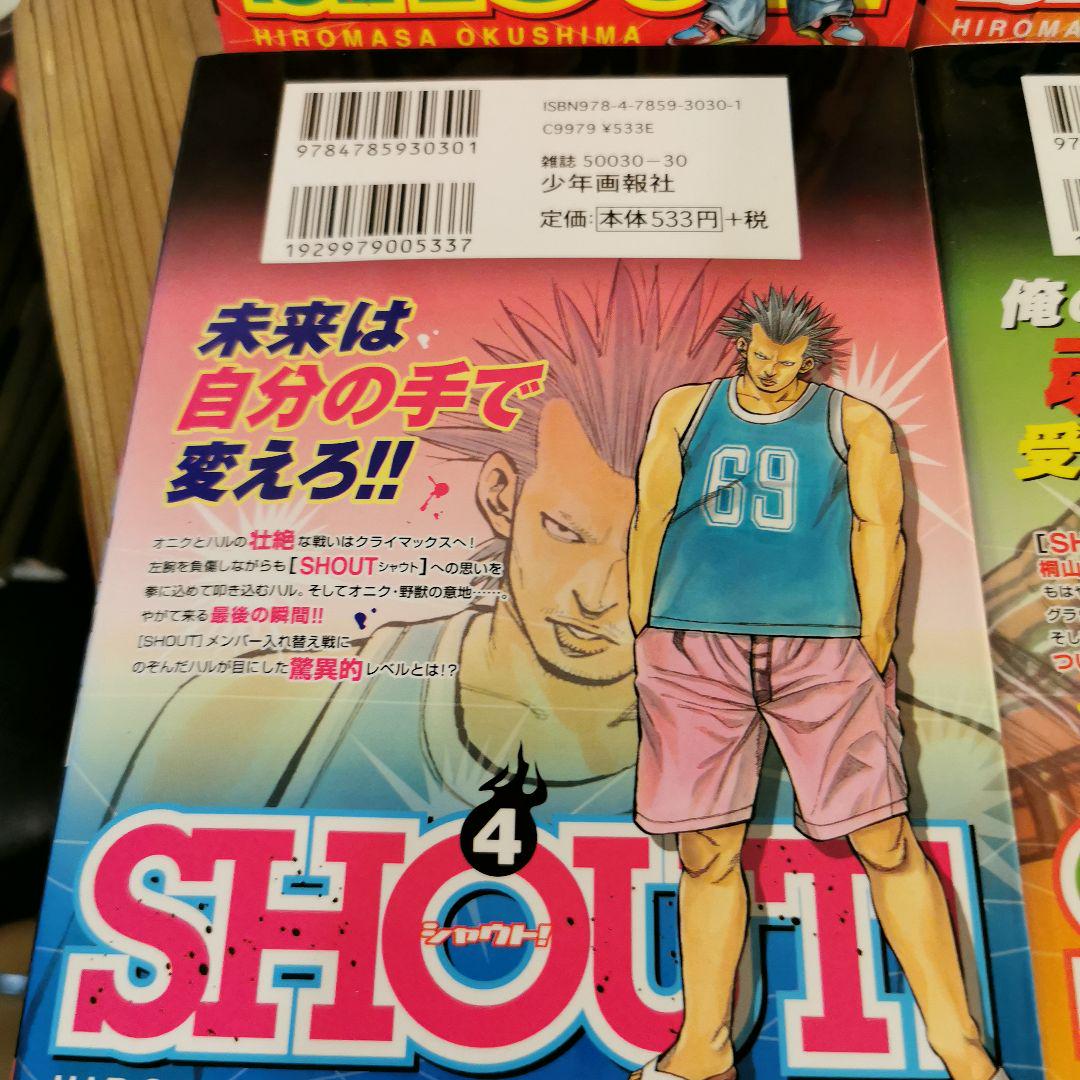 HIROMASA OKUSHIMA
HIROMA
ISBN978-4-7859-3030-1
C9979 ¥533E
9784785930301
雑誌 50030-30
少年画報社
定価:本体533円+税
1929979005337
未来は
自分の手で
変えろ!!
オニクとハルの壮絶な戦いはクライマックスへ!
左腕を負傷しながらも[SHOUTシャウト]への思いを
拳に込めて叩き込むハル。そしてオニク・野獣の意地……。
やがて来る最後の瞬間!!
[SHOUT]メンバー入れ替え戦に
のぞんだハルが目にした驚異的レベルとは!?
69
4
SHOUT!
シャウト!
俺
受
[SH
桐山
もは
グラ
そし
つい